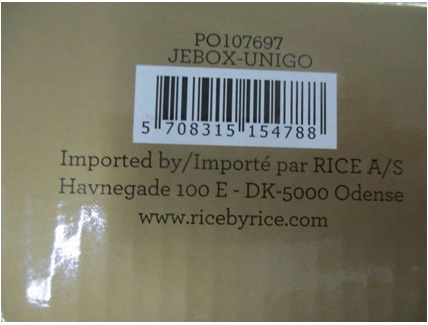 PO107697
JEBOX-UNIGO
5 708315 154788
Imported by/Importé par RICE A/S
Havnegade 100 E - DK-5000 Odense
www.ricebyrice.com